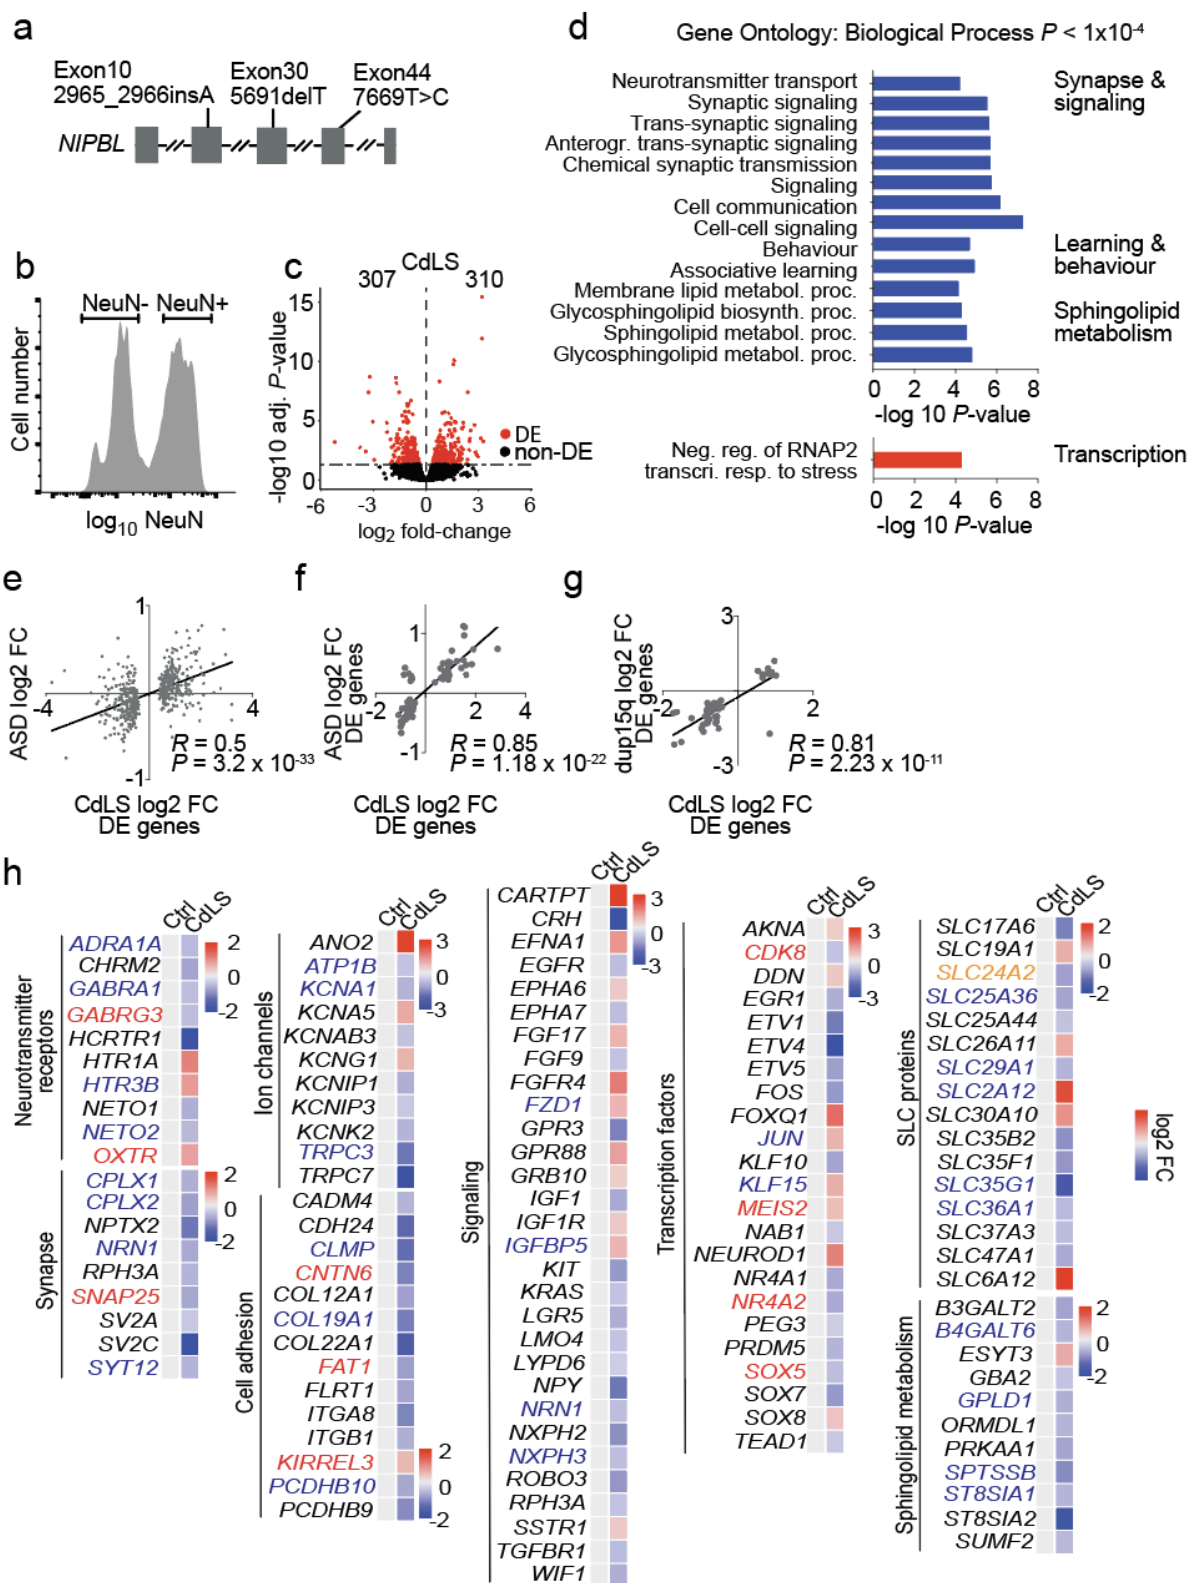 a
Exon10
2965_2966insA
Exon30
5691delT
Exon44
7669T>C
NIPBL
b
NeuN-
NeuN+
Cell number
log10 NeuN
c
CdLS
307
310
-log10 adj. P-value
15
10
5
0
DE
non-DE
-6
-3
0
3
6
log2 fold-change
d
Gene Ontology: Biological Process P < 1x10-4
Neurotransmitter transport
Synaptic signaling
Trans-synaptic signaling
Anterogr. trans-synaptic signaling
Chemical synaptic transmission
Signaling
Cell communication
Cell-cell signaling
Behaviour
Associative learning
Membrane lipid metabol. proc.
Glycosphingolipid biosynth. proc.
Sphingolipid metabol. proc.
Glycosphingolipid metabol. proc.
Synapse &
signaling
Learning &
behaviour
Sphingolipid
metabolism
0 2 4 6 8
-log 10 P-value
Neg. reg. of RNAP2
transcri. resp. to stress
Transcription
0 2 4 6 8
-log 10 P-value
e
ASD log2 FC
1
-4
4
-1
R = 0.5
P = 3.2 x 10-33
CdLS log2 FC
DE genes
f
ASD log2 FC
DE genes
1
-2
2
4
-1
R = 0.85
P = 1.18 x 10-22
CdLS log2 FC
DE genes
g
dup15q log2 FC
DE genes
3
-2
2
-3
R = 0.81
P = 2.23 x 10-11
CdLS log2 FC
DE genes
h
Ctrl
CdLS
Neurotransmitter
receptors
ADRA1A
CHRM2
GABRA1
GABRG3
HCRTR1
HTR1A
HTR3B
NETO1
NETO2
OXTR
2
0
-2
Synapse
CPLX1
CPLX2
NPTX2
NRN1
RPH3A
SNAP25
SV2A
SV2C
SYT12
2
0
-2
Ctrl
CdLS
Ion channels
ANO2
ATP1B
KCNA1
KCNA5
KCNAB3
KCNG1
KCNIP1
KCNIP3
KCNK2
TRPC3
TRPC7
3
0
-3
Cell adhesion
CADM4
CDH24
CLMP
CNTN6
COL12A1
COL19A1
COL22A1
FAT1
FLRT1
ITGA8
ITGB1
KIRREL3
PCDHB10
PCDHB9
2
0
-2
Ctrl
CdLS
Signaling
CARTPT
CRH
EFNA1
EGFR
EPHA6
EPHA7
FGF17
FGF9
FGFR4
FZD1
GPR3
GPR88
GRB10
IGF1
IGF1R
IGFBP5
KIT
KRAS
LGR5
LMO4
LYPD6
NPY
NRN1
NXPH2
NXPH3
ROBO3
RPH3A
SSTR1
TGFBR1
WIF1
3
0
-3
Ctrl
CdLS
Transcription factors
AKNA
CDK8
DDN
EGR1
ETV1
ETV4
ETV5
FOS
FOXQ1
JUN
KLF10
KLF15
MEIS2
NAB1
NEUROD1
NR4A1
NR4A2
PEG3
PRDM5
SOX5
SOX7
SOX8
TEAD1
3
0
-3
Ctrl
CdLS
SLC proteins
SLC17A6
SLC19A1
SLC24A2
SLC25A36
SLC25A44
SLC26A11
SLC29A1
SLC2A12
SLC30A10
SLC35B2
SLC35F1
SLC35G1
SLC36A1
SLC37A3
SLC47A1
SLC6A12
2
0
-2
log2 FC
Sphingolipid metabolism
B3GALT2
B4GALT6
ESYT3
GBA2
GPLD1
ORMDL1
PRKAA1
SPTSSB
ST8SIA1
ST8SIA2
SUMF2
2
0
-2